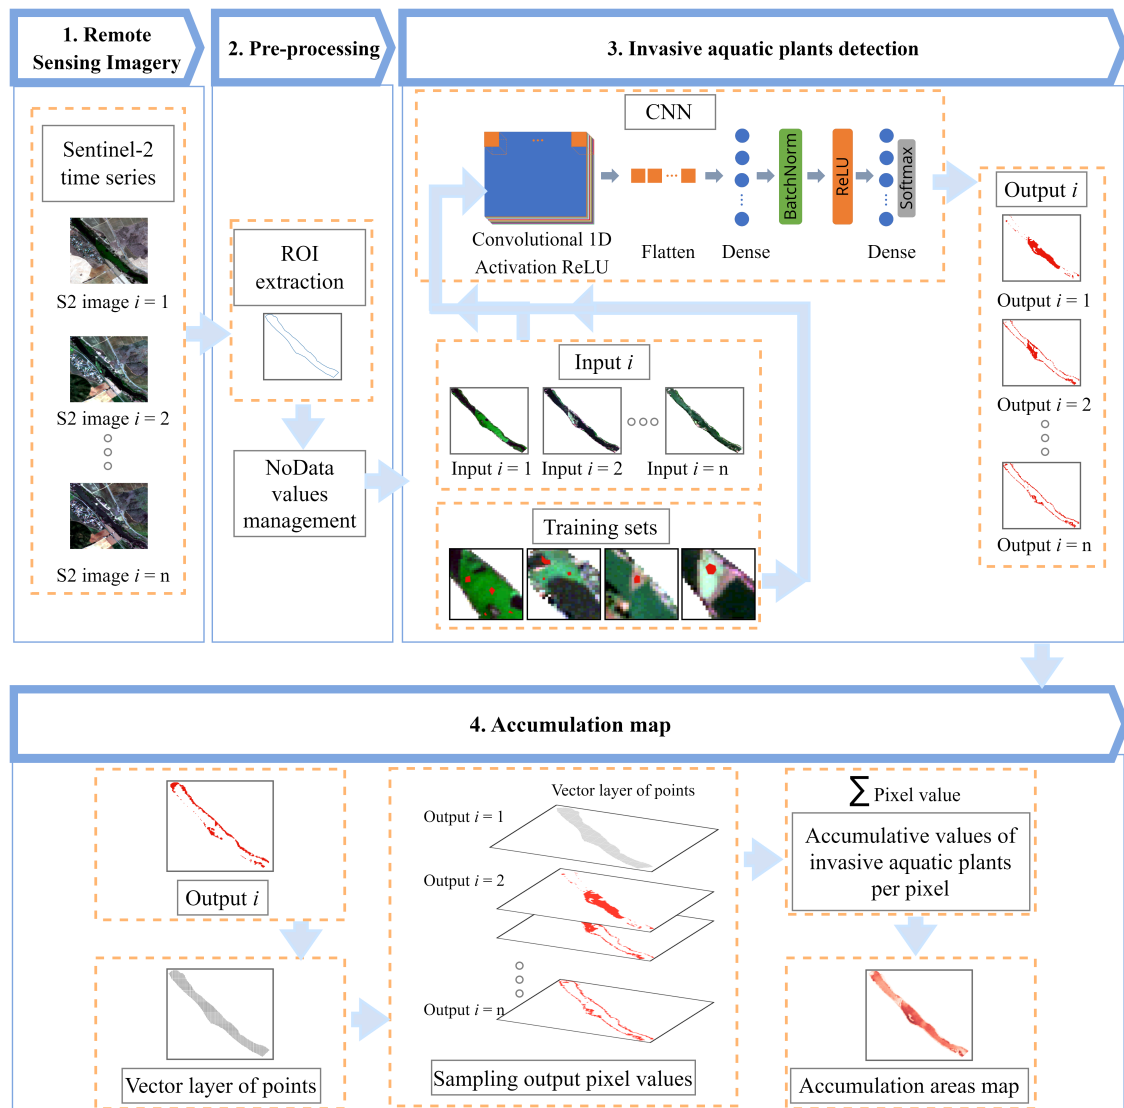 1. Remote
Sensing Imagery
2. Pre-processing
3. Invasive aquatic plants detection
Sentinel-2
time series
S2 image i = 1
S2 image i = 2
S2 image i = n
ROI
extraction
NoData
values
management
CNN
Convolutional 1D
Activation ReLU
Flatten
Dense
BatchNorm
ReLU
Dense
Softmax
Input i
Input i = 1
Input i = 2
Input i = n
Training sets
Output i
Output i = 1
Output i = 2
Output i = n
4. Accumulation map
Output i
Vector layer of points
Vector layer of points
Output i = 1
Output i = 2
Output i = n
Sampling output pixel values
∑ Pixel value
Accumulative values of
invasive aquatic plants
per pixel
Accumulation areas map